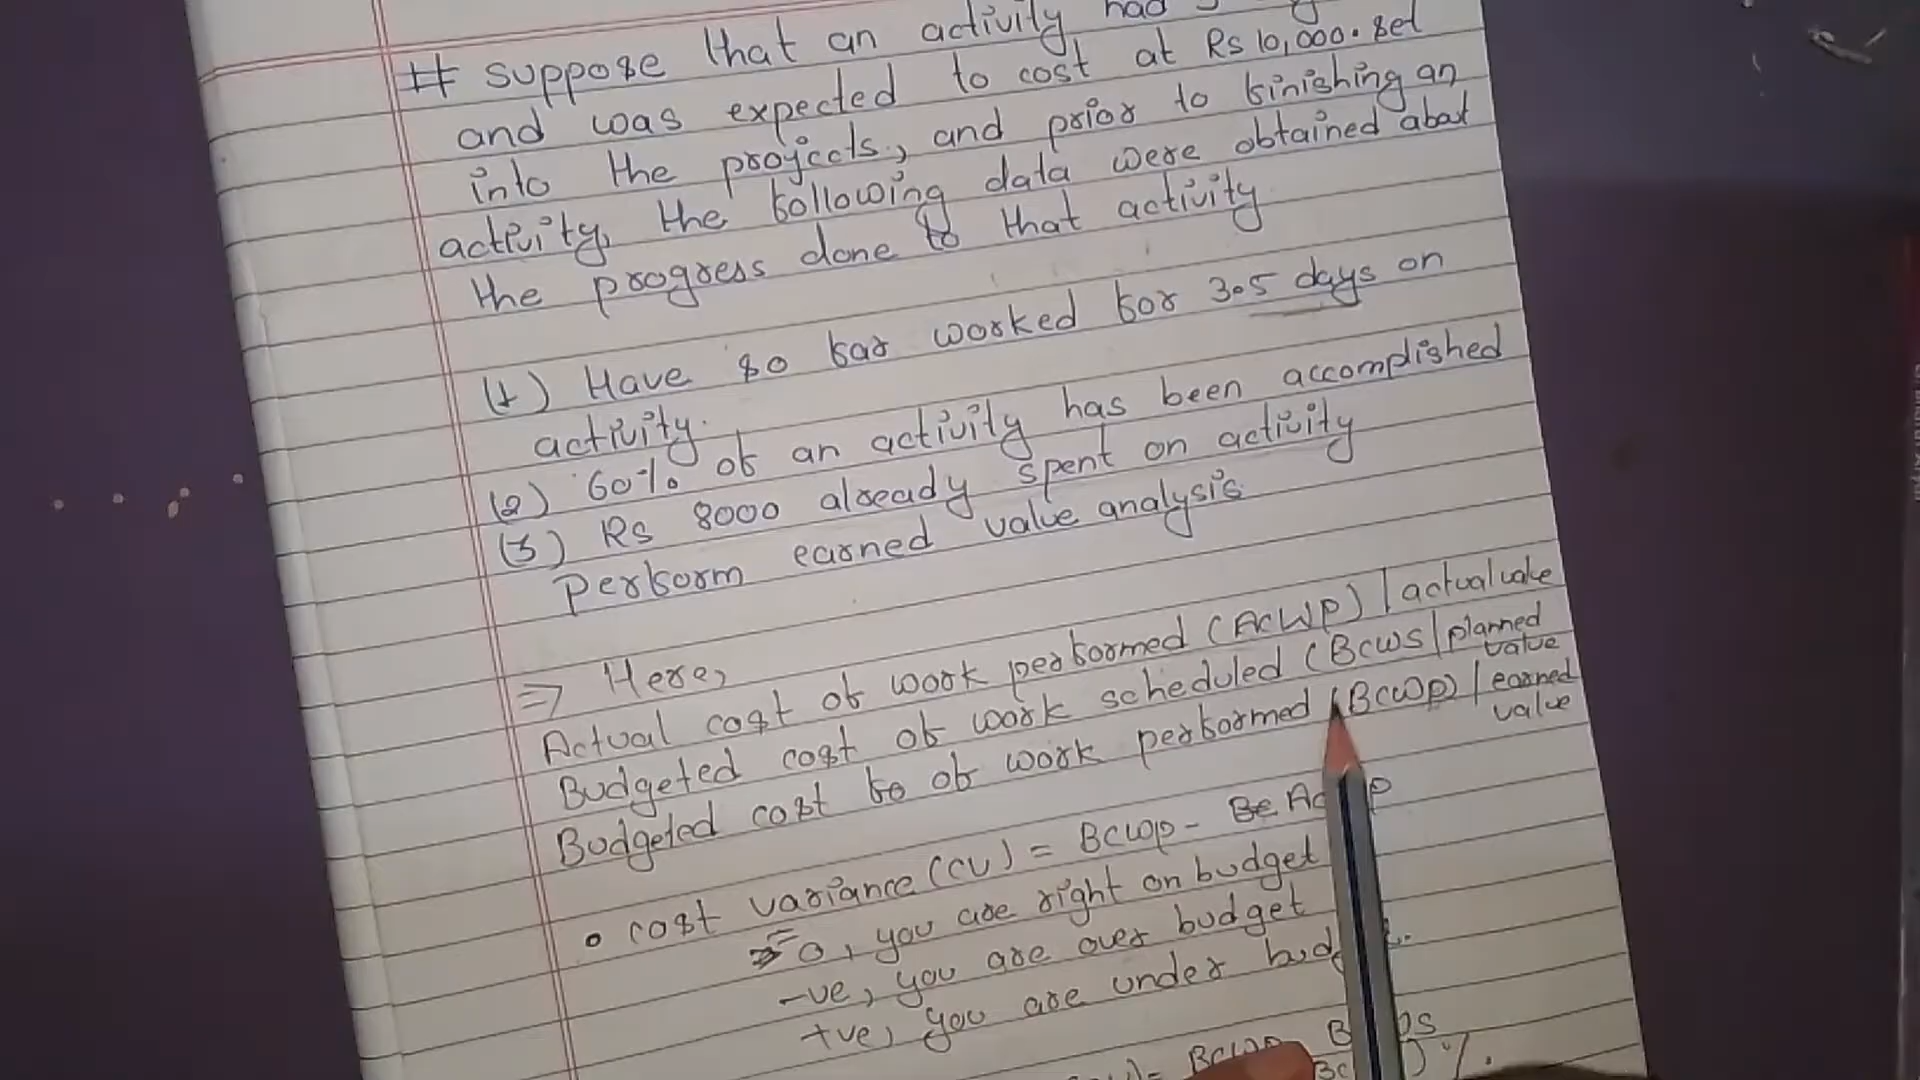 # suppose that an activity had
and was expected to cost at Rs 10,000. set
into the projects, and prior to finishing an
activity, the following data were obtained about
the progress done to that activity
(1) Have so far worked for 3.5 days on
activity.
(2) 60% of an activity has been accomplished
(3) Rs 8000 already spent on activity
Perform earned value analysis
⇒ Here,
Actual cost of work performed (ACWP) | actual value
Budgeted cost of work scheduled (BCWS | planned value
Budgeted cost fo of work performed (BCWP) | earned value
• cost variance (CV) = BCWP -
= 0, you are right on budget
-ve, you are over budget
+ve, you are under